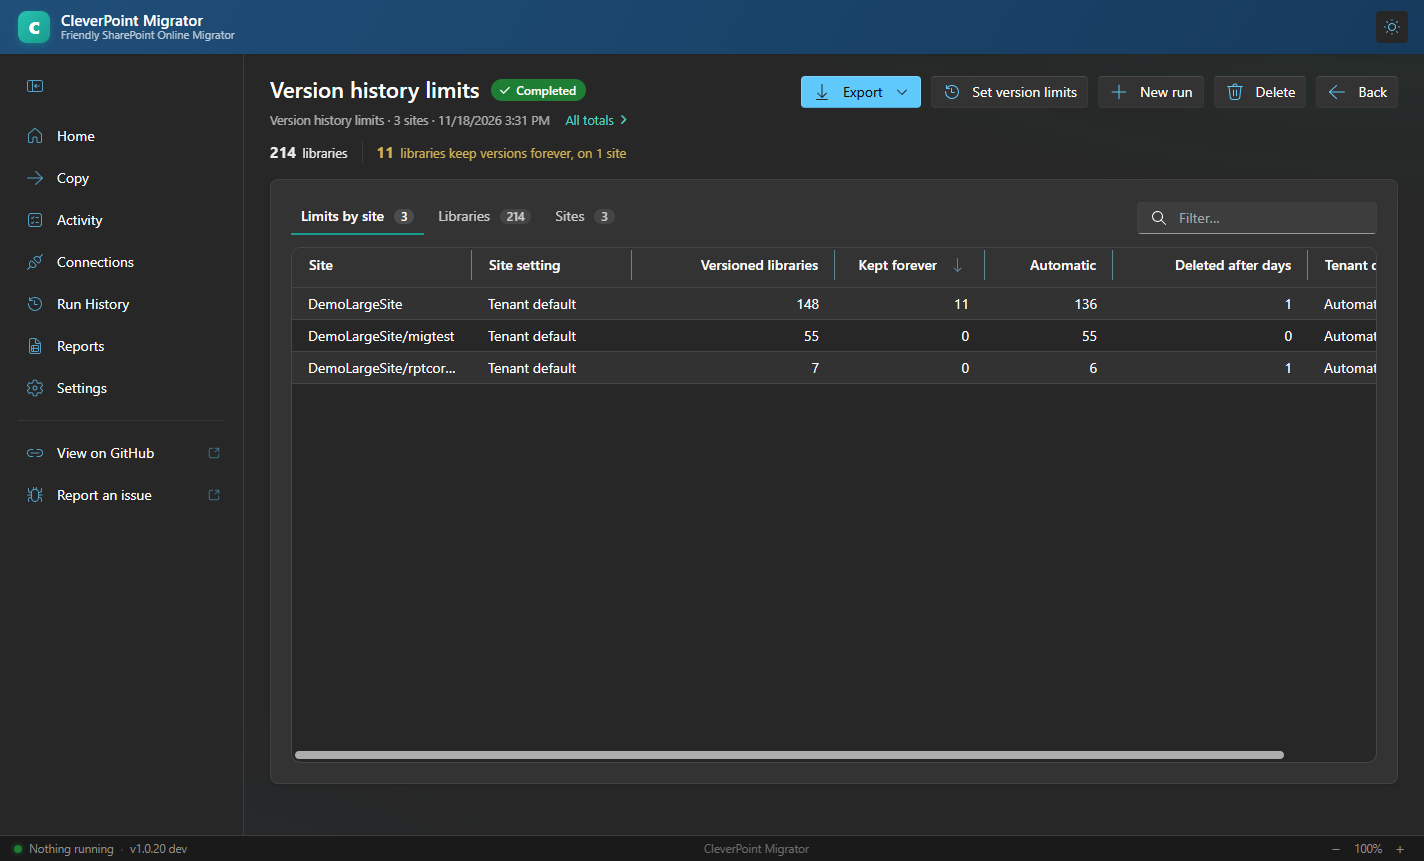 c
CleverPoint Migrator
Friendly SharePoint Online Migrator
Home
Copy
Activity
Connections
Run History
Reports
Settings
View on GitHub
Report an issue
Version history limits
Completed
Export
Set version limits
New run
Delete
Back
Version history limits · 3 sites · 11/18/2026 3:31 PM All totals
214 libraries
11 libraries keep versions forever, on 1 site
Limits by site 3
Libraries 214
Sites 3
Filter...
Site Site setting Versioned libraries Kept forever Automatic Deleted after days Tenant d
DemoLargeSite Tenant default 148 11 136 1 Automat
DemoLargeSite/migtest Tenant default 55 0 55 0 Automat
DemoLargeSite/rptcor... Tenant default 7 0 6 1 Automat
Nothing running · v1.0.20 dev
CleverPoint Migrator
− 100% +